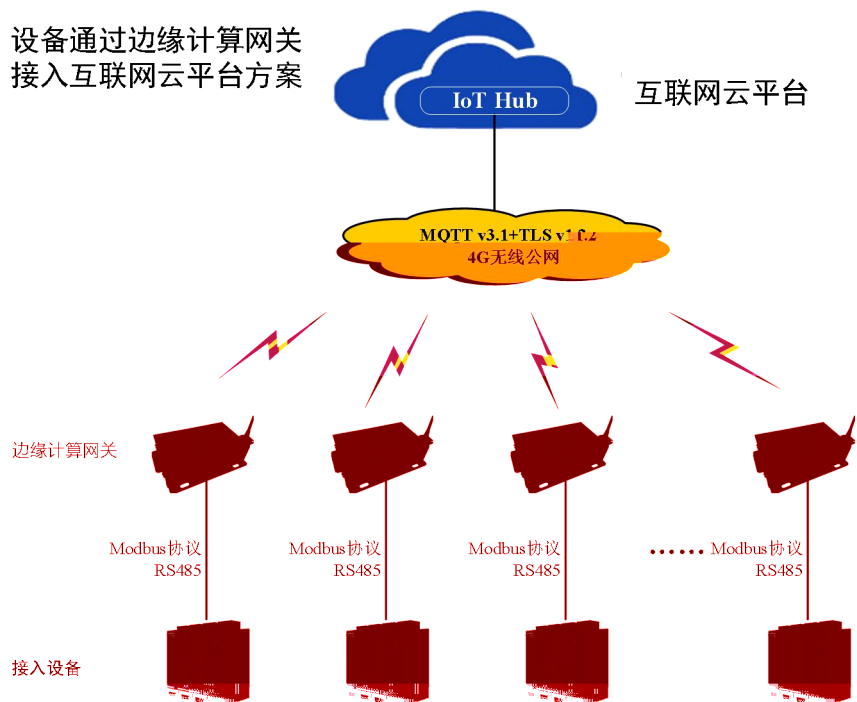 设备通过边缘计算网关
接入互联网云平台方案
IoT Hub
互联网云平台
MQTT v3.1+TLS
4G无线公网
边缘计算网关
Modbus协议
RS485
Modbus协议
RS485
Modbus协议
RS485
…… Modbus协议
RS485
接入设备